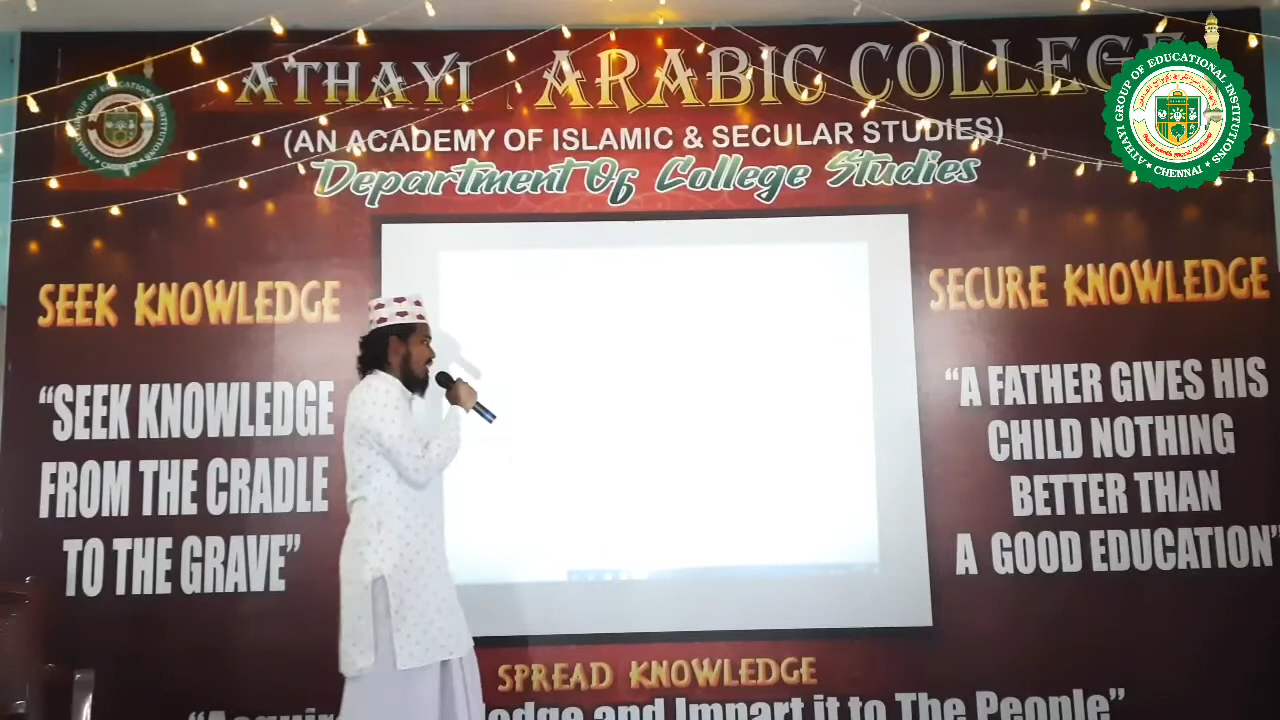 ATHAYI ARABIC COLLEGE
(AN ACADEMY OF ISLAMIC & SECULAR STUDIES)
Department Of College Studies
ATHAYI GROUP OF EDUCATIONAL INSTITUTIONS
CHENNAI
SEEK KNOWLEDGE
"SEEK KNOWLEDGE
FROM THE CRADLE
TO THE GRAVE"
SECURE KNOWLEDGE
"A FATHER GIVES HIS
CHILD NOTHING
BETTER THAN
A GOOD EDUCATION"
SPREAD KNOWLEDGE
and Impart it to The People"